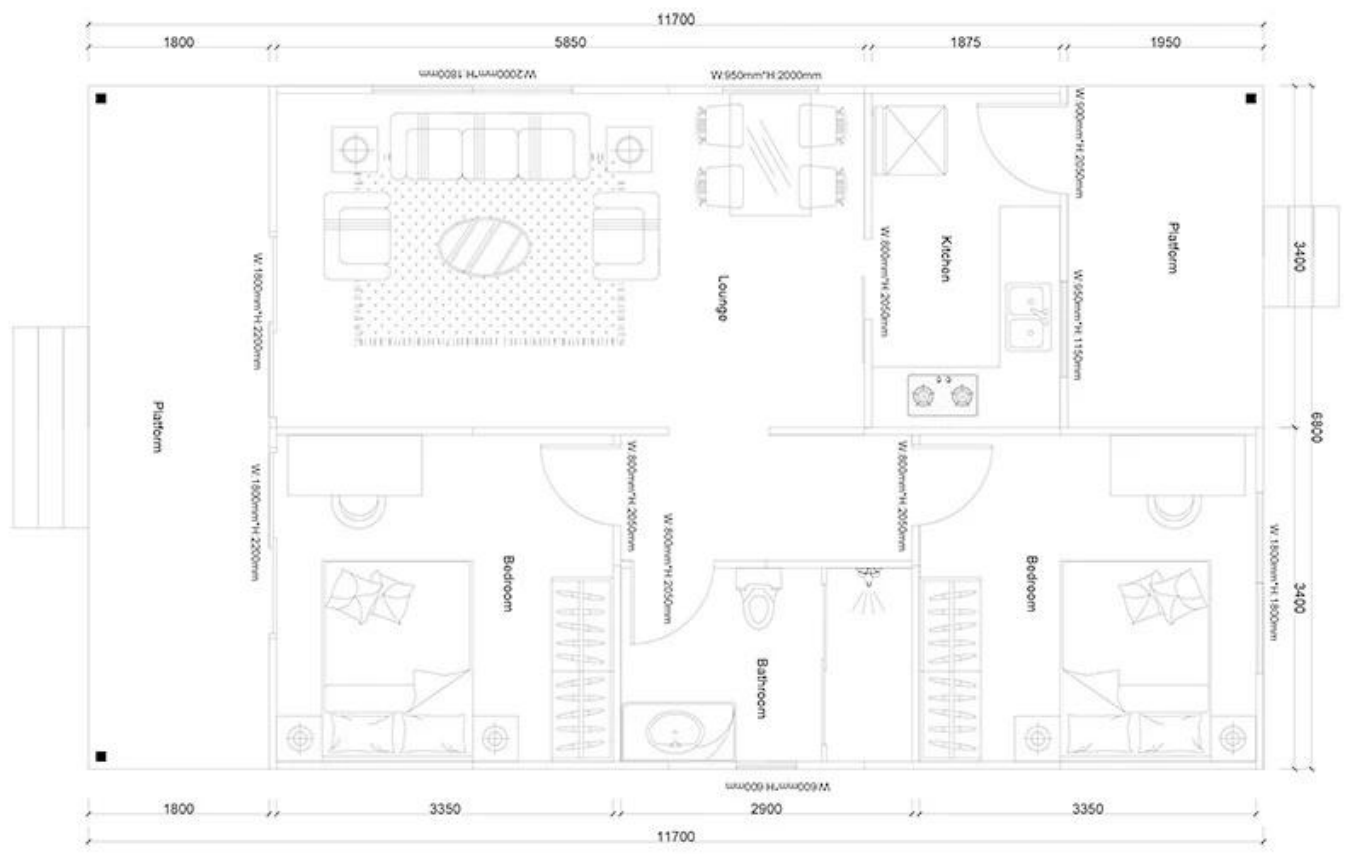 11700
1800
5850
1875
1950
W:2000mm*H:1800mm
W:950mm*H:2000mm
W:900mm*H:2050mm
Platform
3400
W:800mm*H:2050mm
Kitchen
W:950mm*H:1150mm
W:1800mm*H:2200mm
Lounge
Platform
6800
W:1800mm*H:2200mm
W:800mm*H:2050mm
W:800mm*H:2050mm
W:800mm*H:2050mm
Bedroom
Bedroom
W:1800mm*H:1800mm
3400
Bathroom
W:600mm*H:600mm
1800
3350
2900
3350
11700